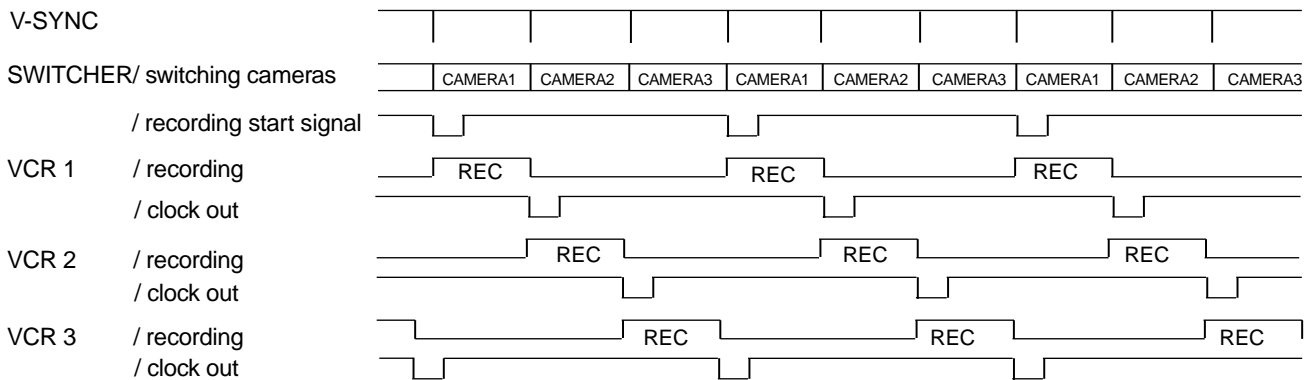 V-SYNC
SWITCHER/ switching cameras CAMERA1 CAMERA2 CAMERA3 CAMERA1 CAMERA2 CAMERA3 CAMERA1 CAMERA2 CAMERA3
/ recording start signal
VCR 1 / recording REC REC REC
/ clock out
VCR 2 / recording REC REC REC
/ clock out
VCR 3 / recording REC REC REC
/ clock out